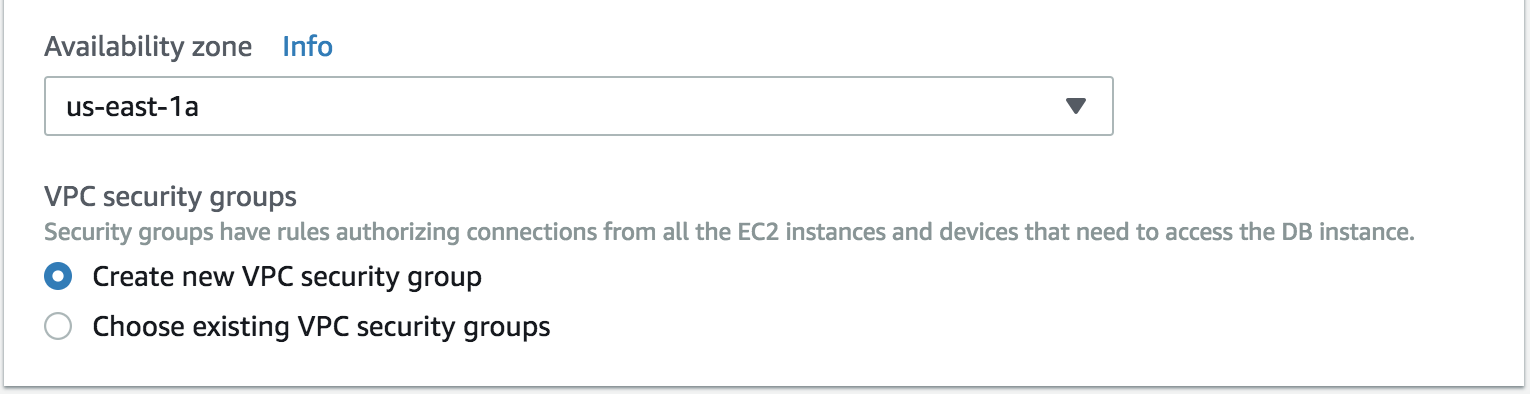 Availability zone Info
us-east-1a
VPC security groups
Security groups have rules authorizing connections from all the EC2 instances and devices that need to access the DB instance.
Create new VPC security group
Choose existing VPC security groups